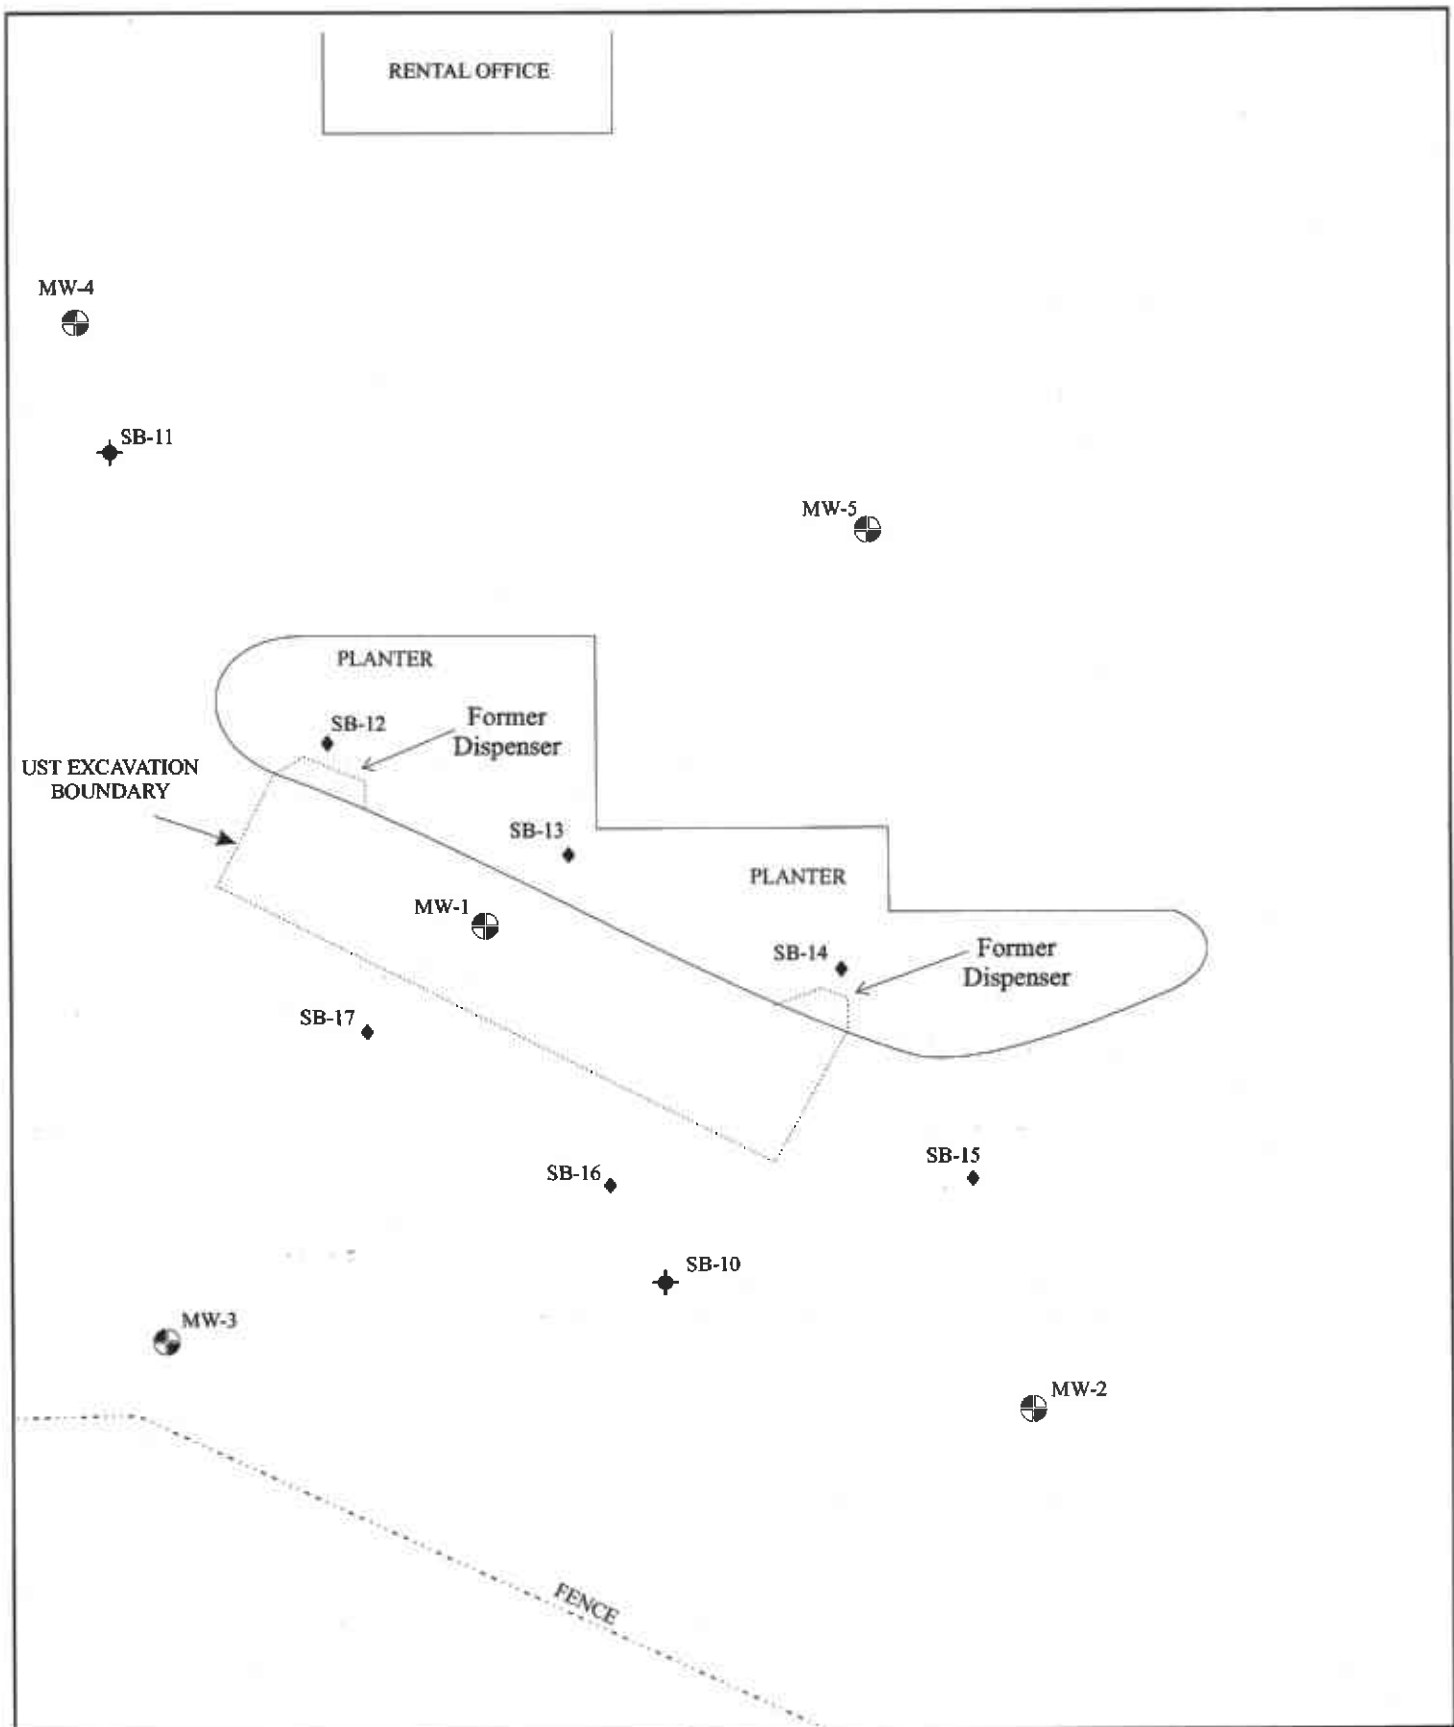 RENTAL OFFICE
MW-4
SB-11
MW-5
PLANTER
SB-12
Former
Dispenser
UST EXCAVATION
BOUNDARY
SB-13
PLANTER
MW-1
SB-14
Former
Dispenser
SB-17
SB-15
SB-16
SB-10
MW-3
MW-2
FENCE